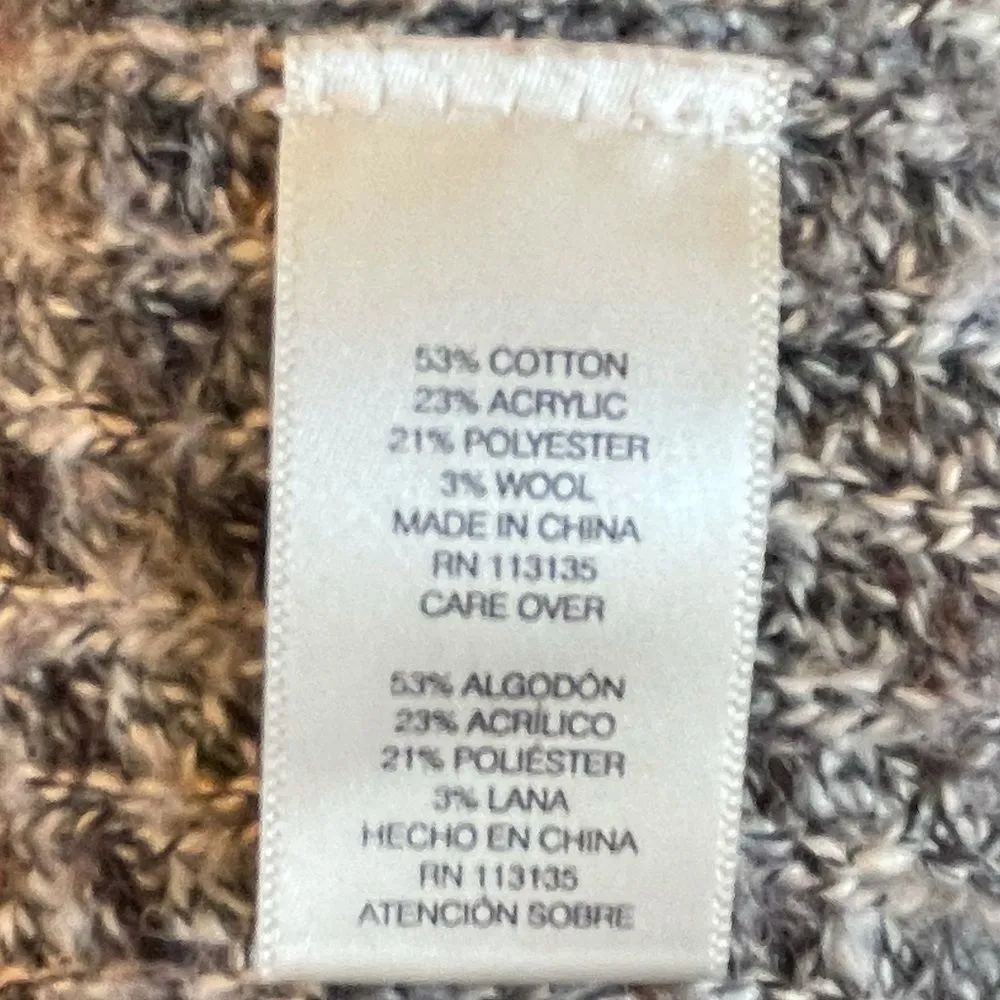 53% COTTON
23% ACRYLIC
21% POLYESTER
3% WOOL
MADE IN CHINA
RN 113135
CARE OVER
53% ALGODÓN
23% ACRÍLICO
21% POLIÉSTER
3% LANA
HECHO EN CHINA
RN 113135
ATENCIÓN SOBRE